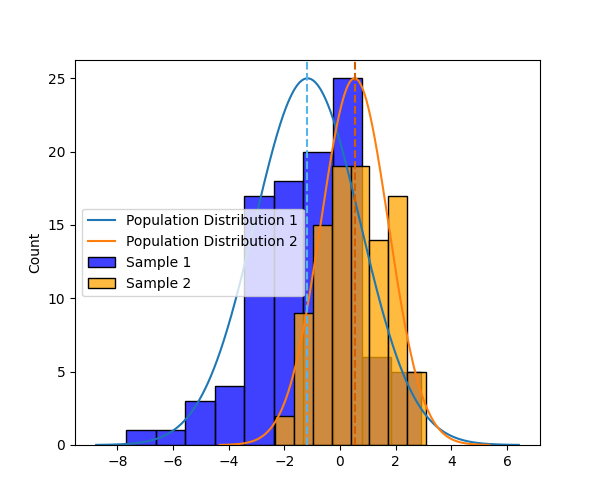 25
20
15
10
5
0
Count
Population Distribution 1
Population Distribution 2
Sample 1
Sample 2
−8 −6 −4 −2 0 2 4 6